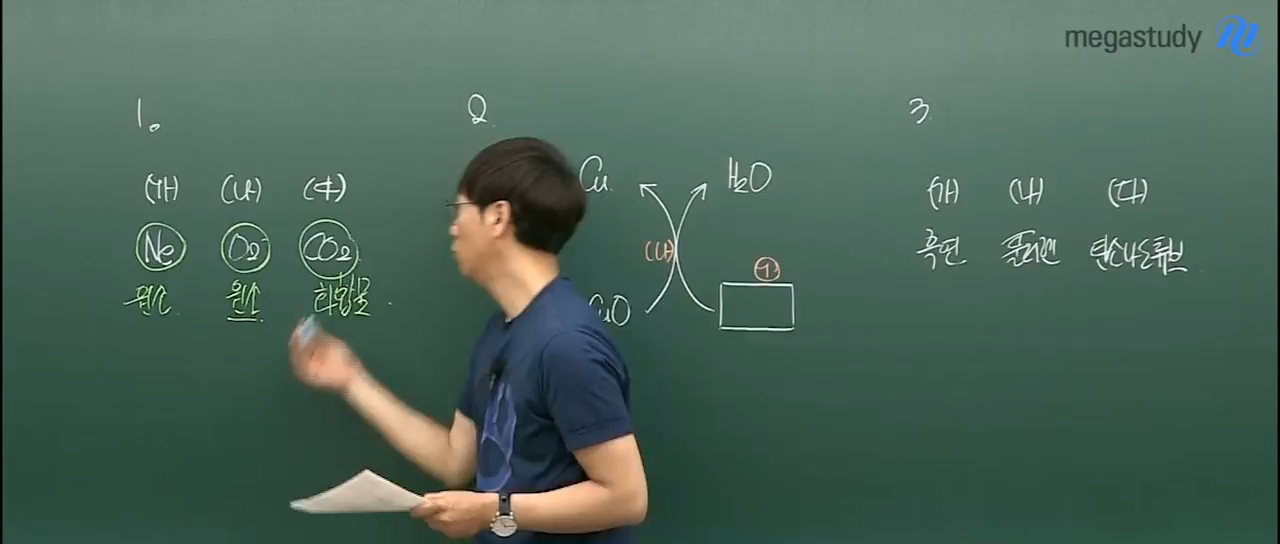 megastudy
1.
(가) (나) (다)
Ne O₂ CO₂
원소 원소 화합물
2.
Cu H₂O
(나) ㉠
CuO
3.
(가) (나) (다)
흑연 풀러렌 탄소나노튜브